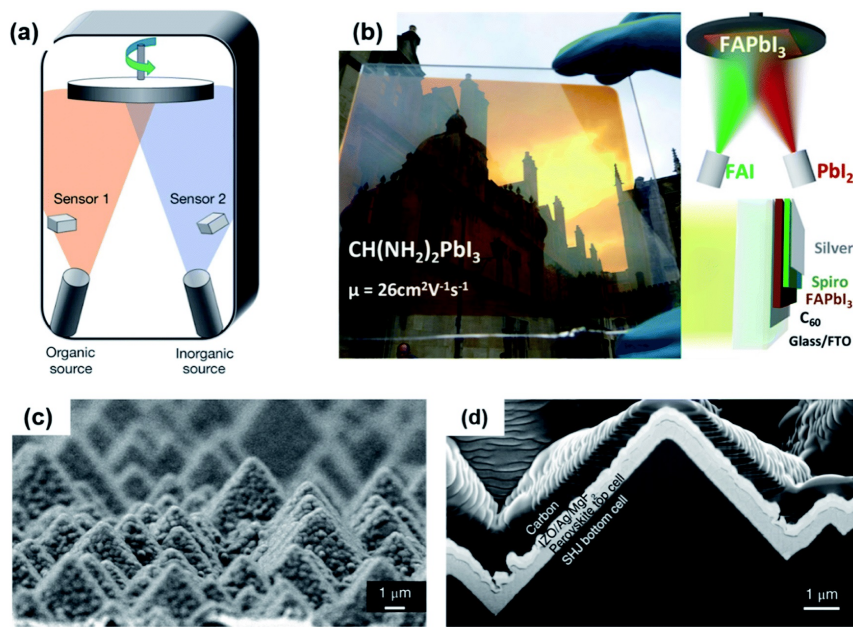 (a)
Sensor 1
Sensor 2
Organic
source
Inorganic
source
(b)
CH(NH₂)₂PbI₃
μ = 26cm²V⁻¹s⁻¹
FAPbI₃
FAI
PbI₂
Silver
Spiro
FAPbI₃
C₆₀
Glass/FTO
(c)
1 μm
(d)
Carbon
IZO/Ag/MgF₂
Perovskite top cell
SHJ bottom cell
1 μm